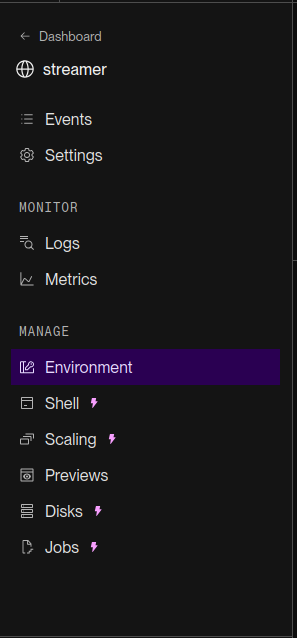 ← Dashboard
streamer
Events
Settings
MONITOR
Logs
Metrics
MANAGE
Environment
Shell
Scaling
Previews
Disks
Jobs